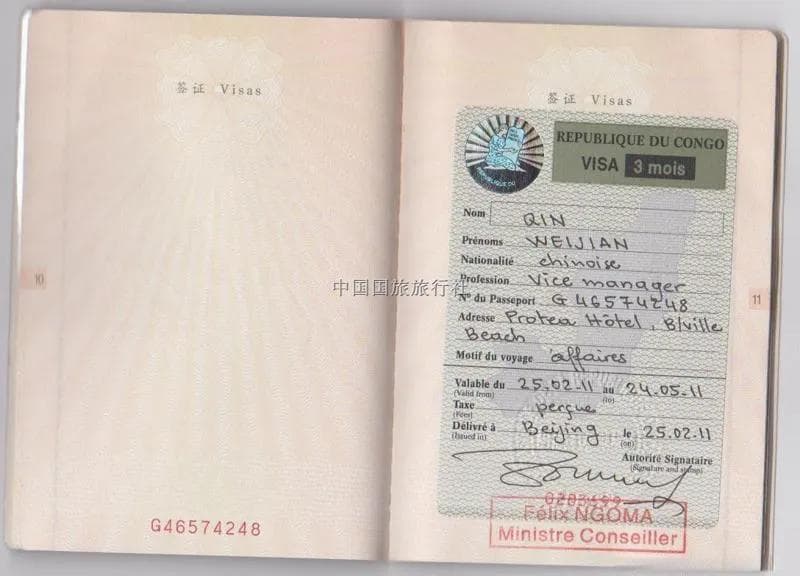 签证 Visas
10
G46574248
中国国旅旅行社
签证 Visas
11
REPUBLIQUE DU CONGO
VISA 3 mois
Nom QIN
Prénoms WEIJIAN
Nationalité chinoise
Profession Vice manager
N° du Passeport G46574248
Adresse Protea Hôtel, B/ville
Beach
Motif du voyage affaires
Valable du 25.02.11 au 24.05.11
(Valid from) (to)
Taxe perçue
(Fees)
Délivré à Beijing le 25.02.11
(Issued in) (on)
Autorité Signataire
(Signature and stamp)
Félix NGOMA
Ministre Conseiller